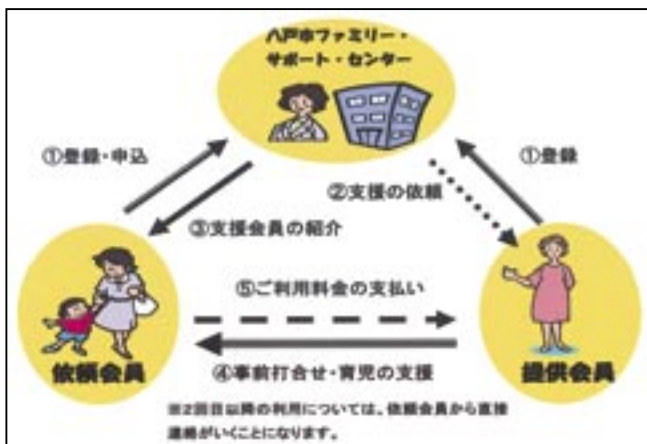 八戸市ファミリー・
サポート・センター
①登録・申込
①登録
②支援の依頼
③支援会員の紹介
⑤ご利用料金の支払い
依頼会員
提供会員
④事前打合せ・育児の支援
※2回目以降の利用については、依頼会員から直接
連絡がいくことになります。